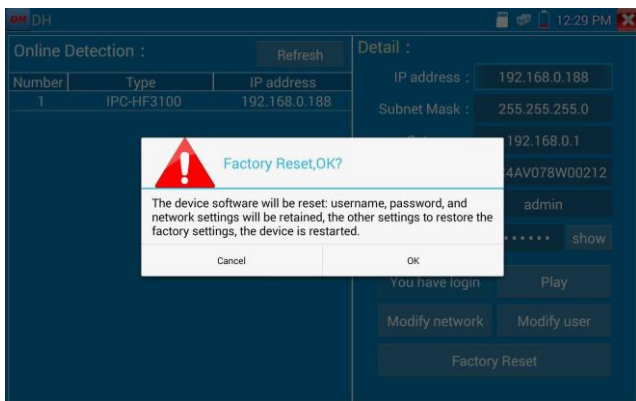 DH DH 12:29 PM
Online Detection : Refresh
Number Type IP address
1 IPC-HF3100 192.168.0.188
Detail :
IP address : 192.168.0.188
Subnet Mask : 255.255.255.0
192.168.0.1
4AV078W00212
admin
show
You have login Play
Modify network Modify user
Factory Reset
Factory Reset,OK?
The device software will be reset: username, password, and
network settings will be retained, the other settings to restore the
factory settings, the device is restarted.
Cancel OK